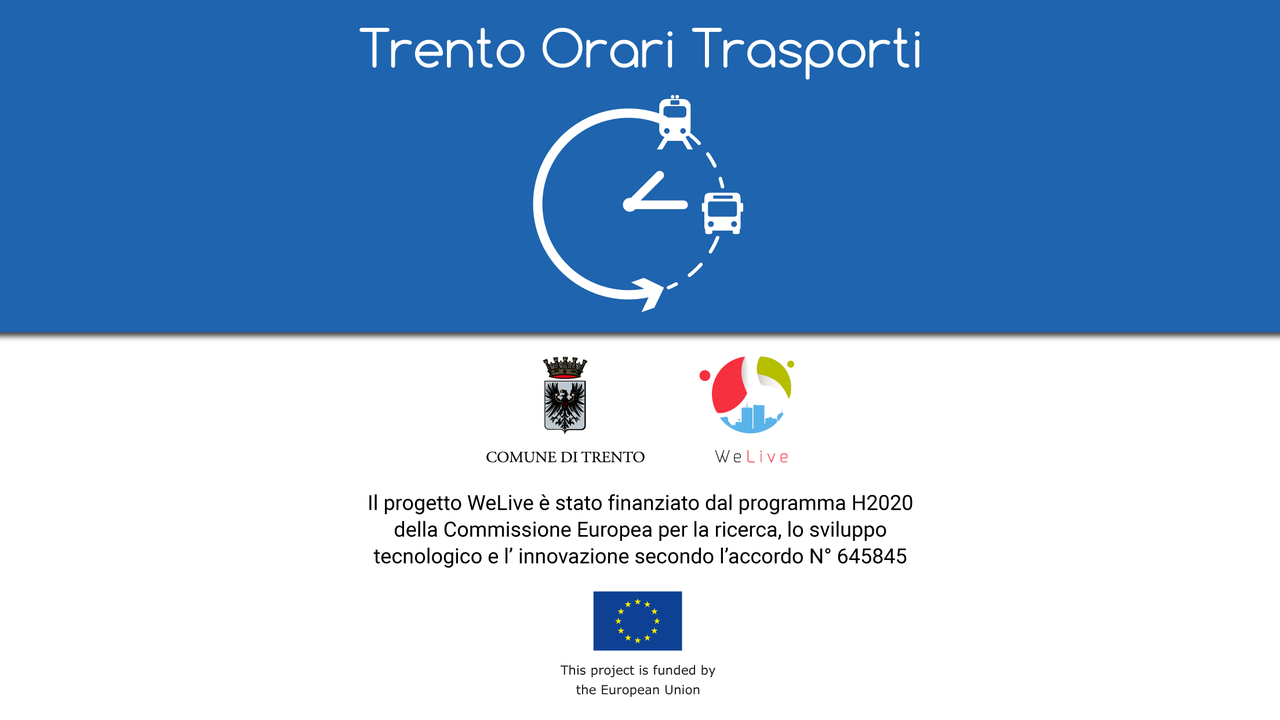 Trento Orari Trasporti
COMUNE DI TRENTO
WeLive
Il progetto WeLive è stato finanziato dal programma H2020
della Commissione Europea per la ricerca, lo sviluppo
tecnologico e l’ innovazione secondo l’accordo N° 645845
This project is funded by
the European Union